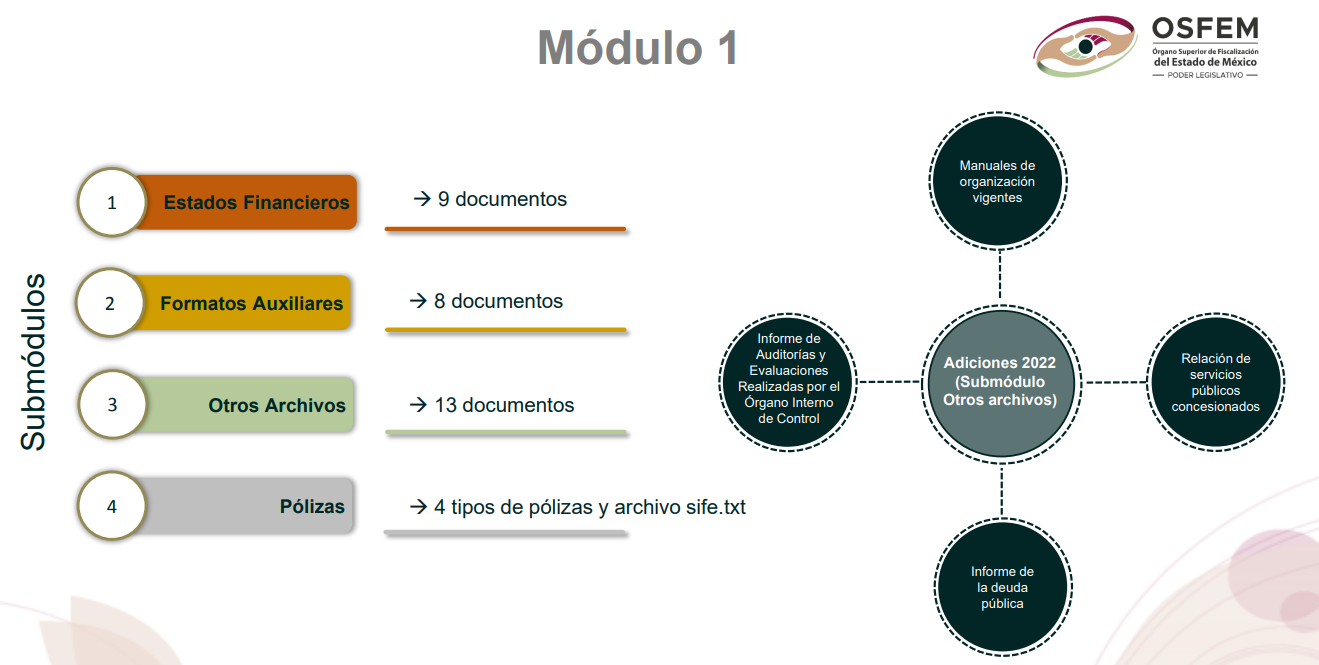 Módulo 1
OSFEM
Órgano Superior de Fiscalización
del Estado de México
PODER LEGISLATIVO
Submódulos
1
Estados Financieros
→ 9 documentos
2
Formatos Auxiliares
→ 8 documentos
3
Otros Archivos
→ 13 documentos
4
Pólizas
→ 4 tipos de pólizas y archivo sife.txt
Manuales de
organización
vigentes
Informe de
Auditorías y
Evaluaciones
Realizadas por el
Órgano Interno
de Control
Adiciones 2022
(Submódulo
Otros archivos)
Relación de
servicios
públicos
concesionados
Informe de
la deuda
pública